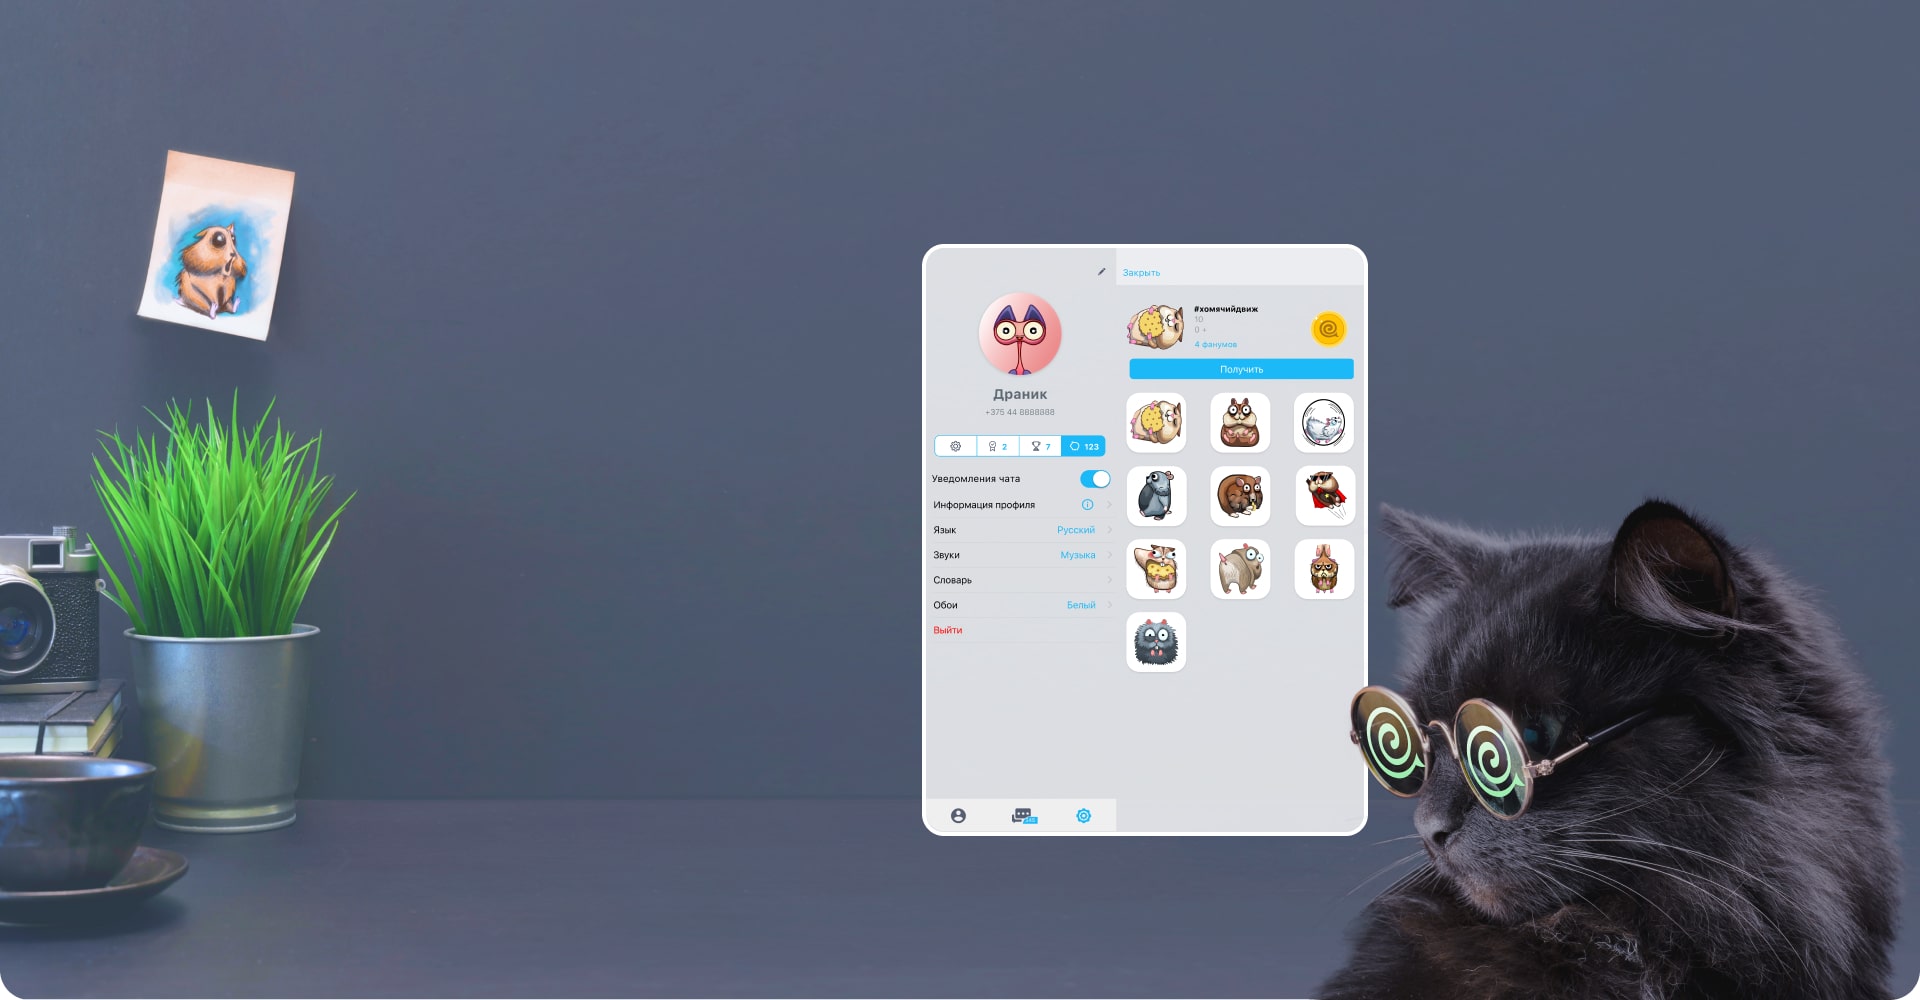 Закрыть
#хомячийдвиж
10
0 +
4 фанумов
Получить
Драник
+375 44 8888888
2
7
123
Уведомления чата
Информация профиля
Язык
Русский
Звуки
Музыка
Словарь
Обои
Белый
Выйти